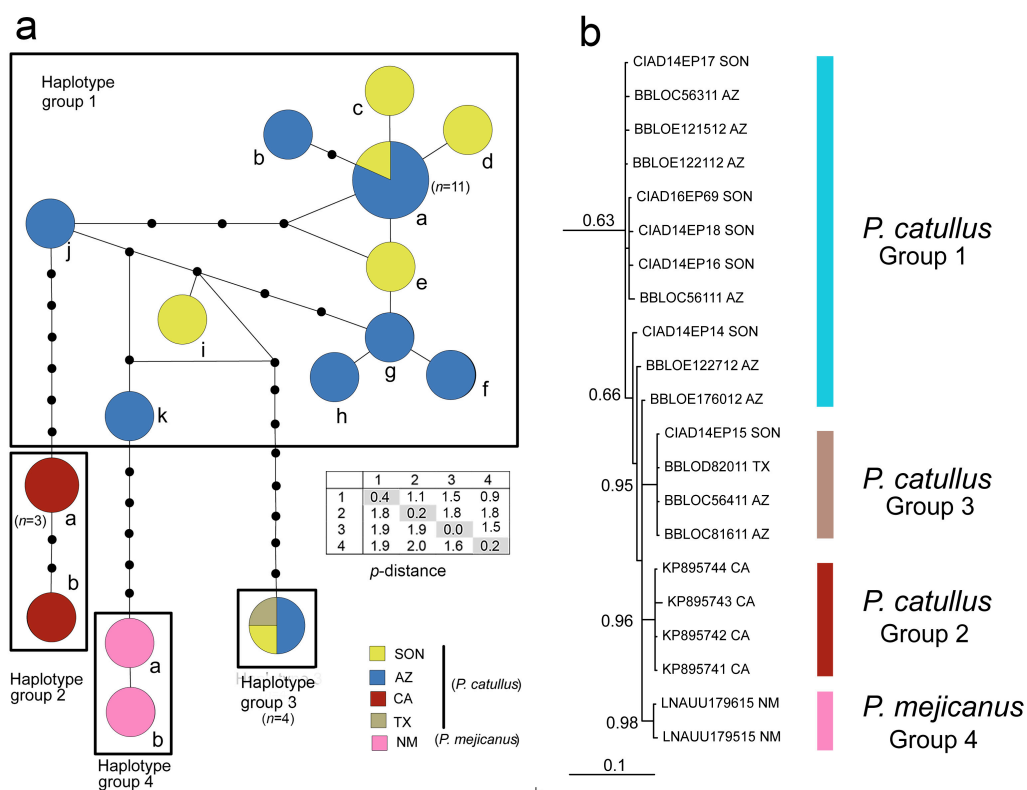 a
Haplotype
group 1
c
b
d
(n=11)
a
j
e
i
g
h
f
k
a
(n=3)
b
Haplotype
group 2
a
b
Haplotype
group 4
Haplotype
group 3
(n=4)
1 2 3 4
1 0.4 1.1 1.5 0.9
2 1.8 0.2 1.8 1.8
3 1.9 1.9 0.0 1.5
4 1.9 2.0 1.6 0.2
p-distance
SON
AZ
CA
TX
NM
(P. catullus)
(P. mejicanus)
b
CIAD14EP17 SON
BBLOC56311 AZ
BBLOE121512 AZ
BBLOE122112 AZ
CIAD16EP69 SON
0.63
CIAD14EP18 SON
CIAD14EP16 SON
BBLOC56111 AZ
CIAD14EP14 SON
BBLOE122712 AZ
0.66
BBLOE176012 AZ
CIAD14EP15 SON
BBLOD82011 TX
0.95
BBLOC56411 AZ
BBLOC81611 AZ
KP895744 CA
KP895743 CA
0.96
KP895742 CA
KP895741 CA
LNAUU179615 NM
0.98
LNAUU179515 NM
0.1
P. catullus
Group 1
P. catullus
Group 3
P. catullus
Group 2
P. mejicanus
Group 4